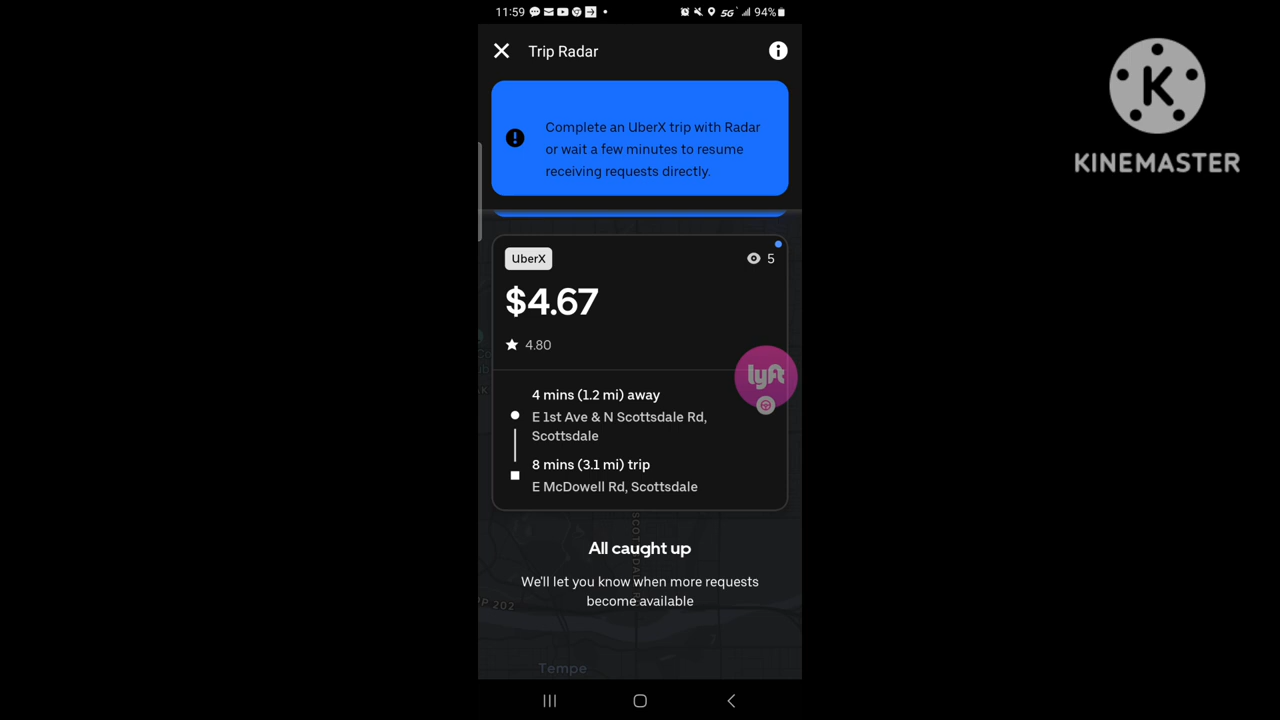 11:59
5G
94%
Trip Radar
KINEMASTER
Complete an UberX trip with Radar
or wait a few minutes to resume
receiving requests directly.
UberX
5
$4.67
4.80
lyft
4 mins (1.2 mi) away
E 1st Ave & N Scottsdale Rd,
Scottsdale
8 mins (3.1 mi) trip
E McDowell Rd, Scottsdale
All caught up
We'll let you know when more requests
become available
202
Tempe